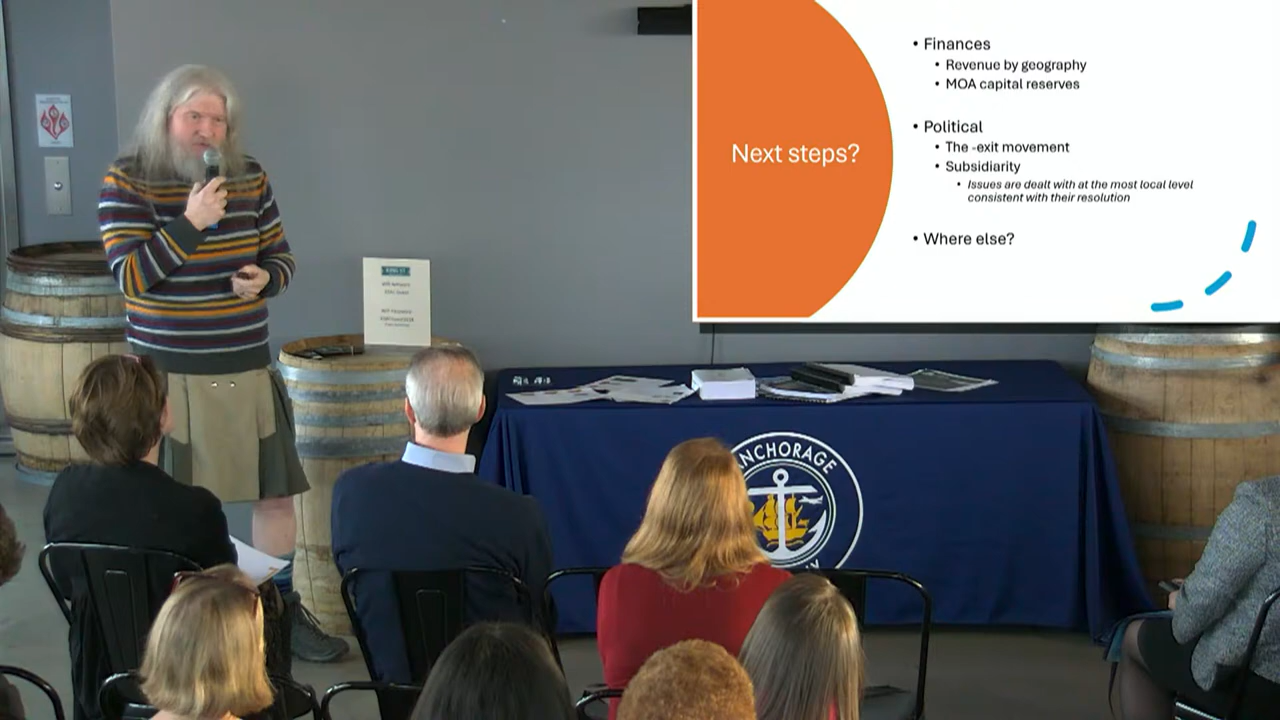 • Finances
• Revenue by geography
• MOA capital reserves
• Political
• The -exit movement
• Subsidiarity
• Issues are dealt with at the most local level
consistent with their resolution
• Where else?
Next steps?
ANCHORAGE